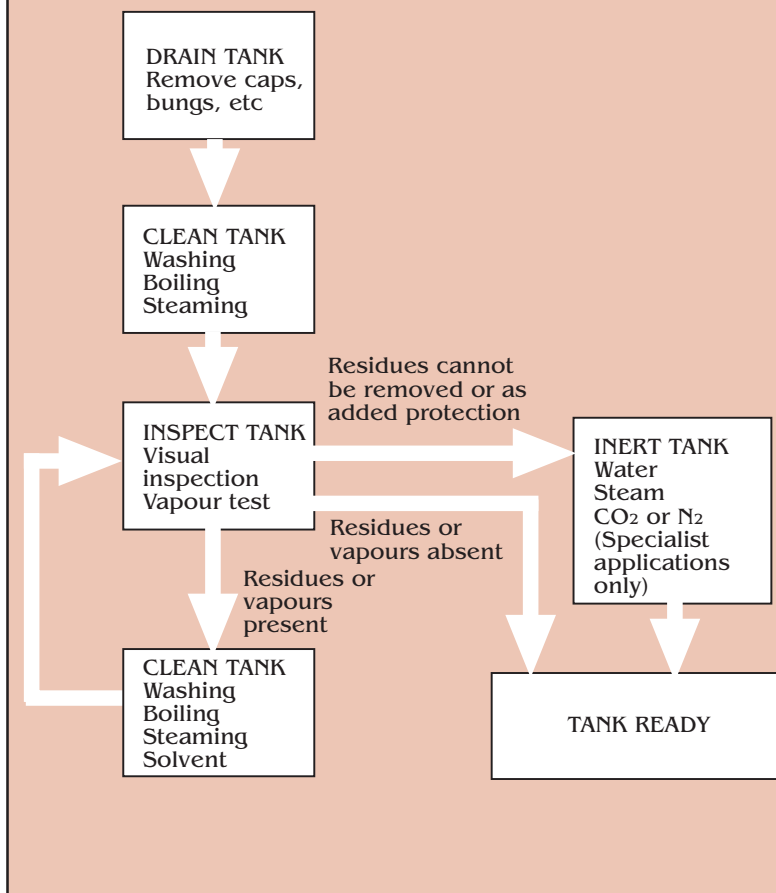 DRAIN TANK
Remove caps,
bungs, etc
CLEAN TANK
Washing
Boiling
Steaming
Residues cannot
be removed or as
added protection
INSPECT TANK
Visual
inspection
Vapour test
INERT TANK
Water
Steam
CO2 or N2
(Specialist
applications
only)
Residues or
vapours absent
Residues or
vapours
present
CLEAN TANK
Washing
Boiling
Steaming
Solvent
TANK READY